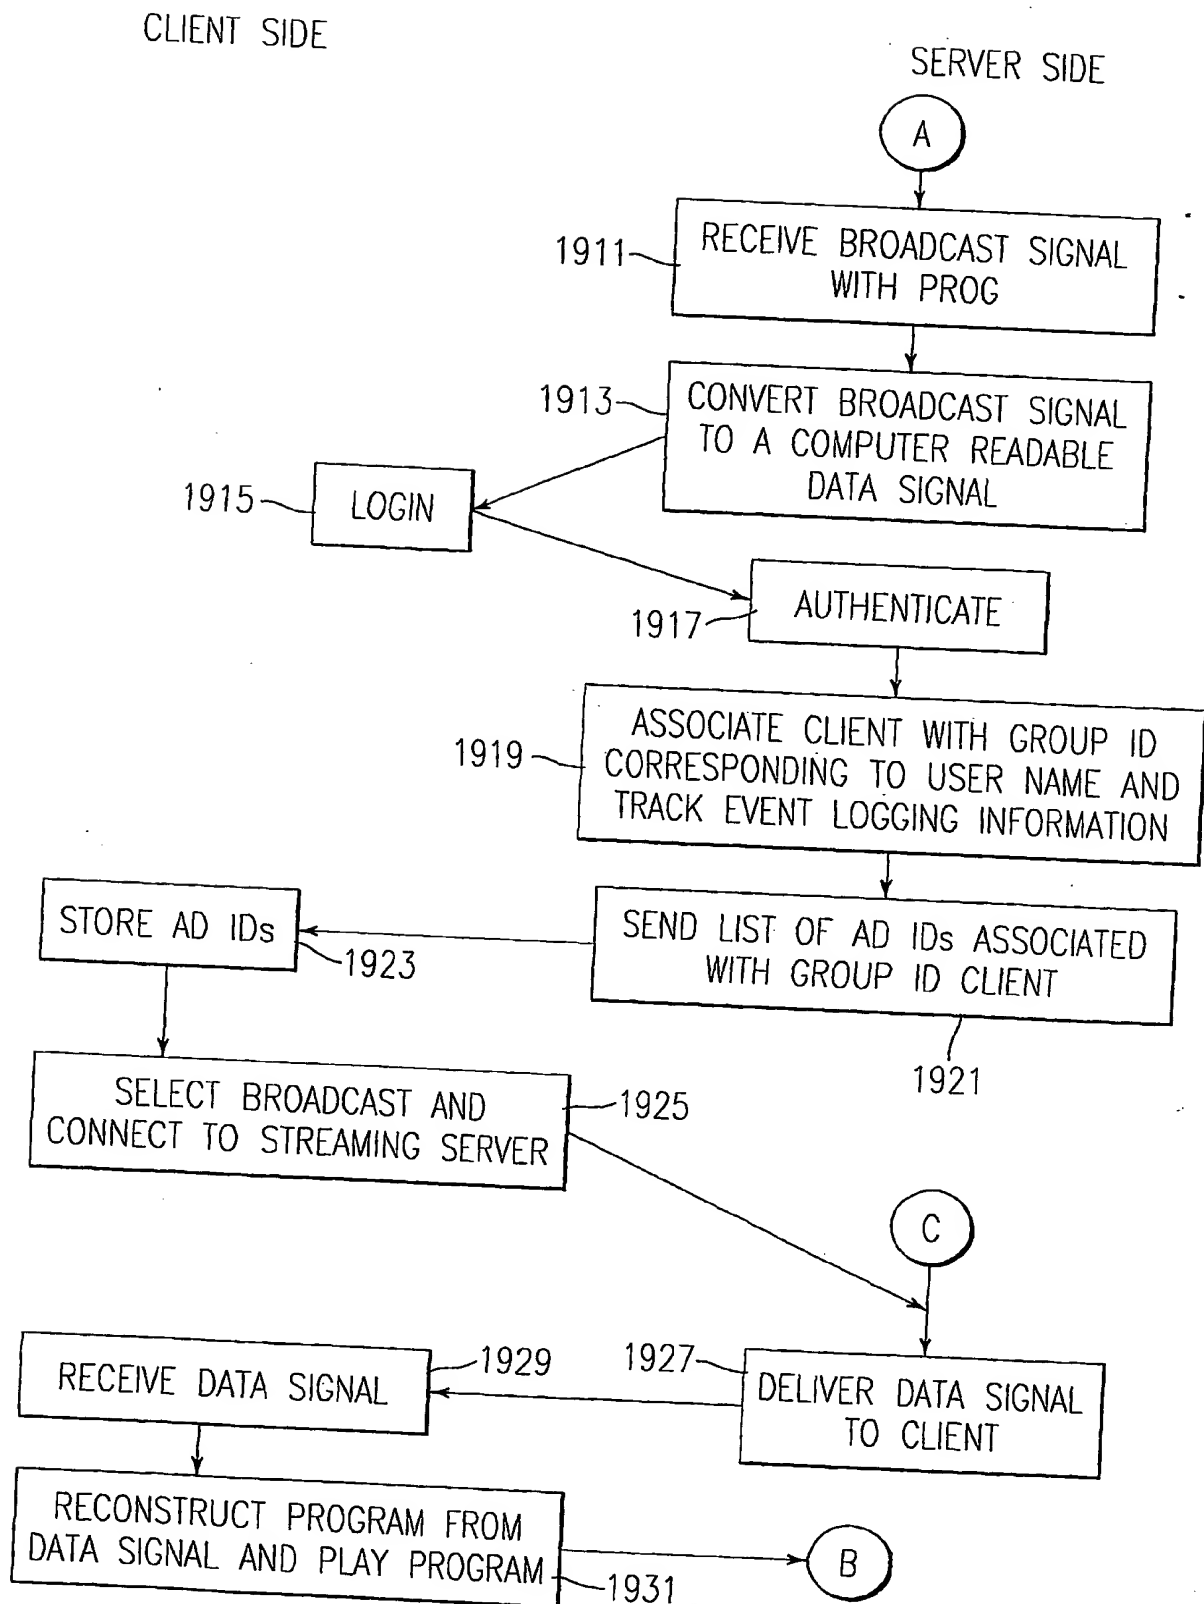 CLIENT SIDE
SERVER SIDE
A
1911
RECEIVE BROADCAST SIGNAL
WITH PROG
1913
CONVERT BROADCAST SIGNAL
TO A COMPUTER READABLE
DATA SIGNAL
1915
LOGIN
AUTHENTICATE
1917
1919
ASSOCIATE CLIENT WITH GROUP ID
CORRESPONDING TO USER NAME AND
TRACK EVENT LOGGING INFORMATION
STORE AD IDs
1923
SEND LIST OF AD IDs ASSOCIATED
WITH GROUP ID CLIENT
1921
SELECT BROADCAST AND
CONNECT TO STREAMING SERVER
1925
C
RECEIVE DATA SIGNAL
1929
1927
DELIVER DATA SIGNAL
TO CLIENT
RECONSTRUCT PROGRAM FROM
DATA SIGNAL AND PLAY PROGRAM
1931
B